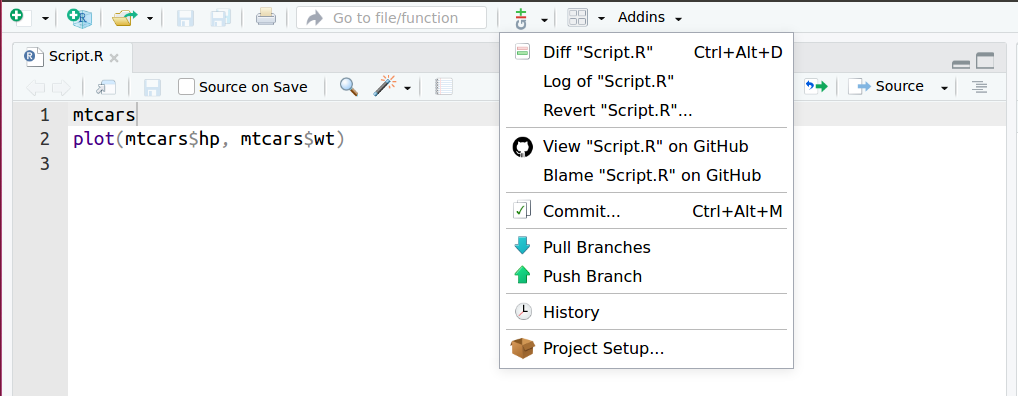 Go to file/function
Git
Addins
Script.R
Source on Save
Source
1 mtcars
2 plot(mtcars$hp, mtcars$wt)
3
Diff "Script.R" Ctrl+Alt+D
Log of "Script.R"
Revert "Script.R"...
View "Script.R" on GitHub
Blame "Script.R" on GitHub
Commit... Ctrl+Alt+M
Pull Branches
Push Branch
History
Project Setup...